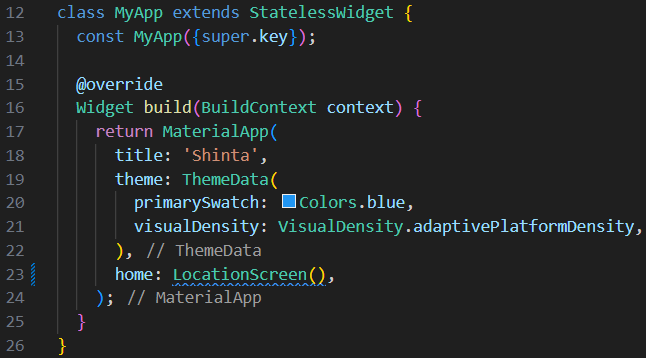 12 class MyApp extends StatelessWidget {
13   const MyApp({super.key});
14
15   @override
16   Widget build(BuildContext context) {
17     return MaterialApp(
18       title: 'Shinta',
19       theme: ThemeData(
20         primarySwatch: Colors.blue,
21         visualDensity: VisualDensity.adaptivePlatformDensity,
22       ), // ThemeData
23       home: LocationScreen(),
24     ); // MaterialApp
25   }
26 }